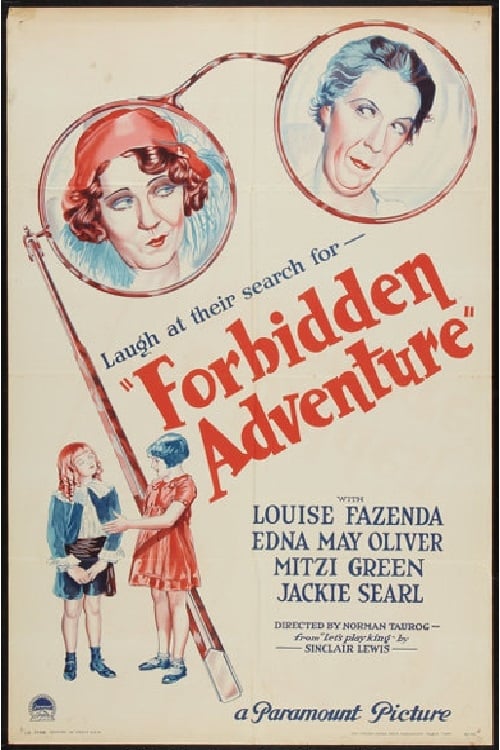 Laugh at their search for—
"Forbidden
Adventure"
WITH
LOUISE FAZENDA
EDNA MAY OLIVER
MITZI GREEN
JACKIE SEARL
DIRECTED BY NORMAN TAUROG—
from "Let's play king" by
SINCLAIR LEWIS
a Paramount Picture